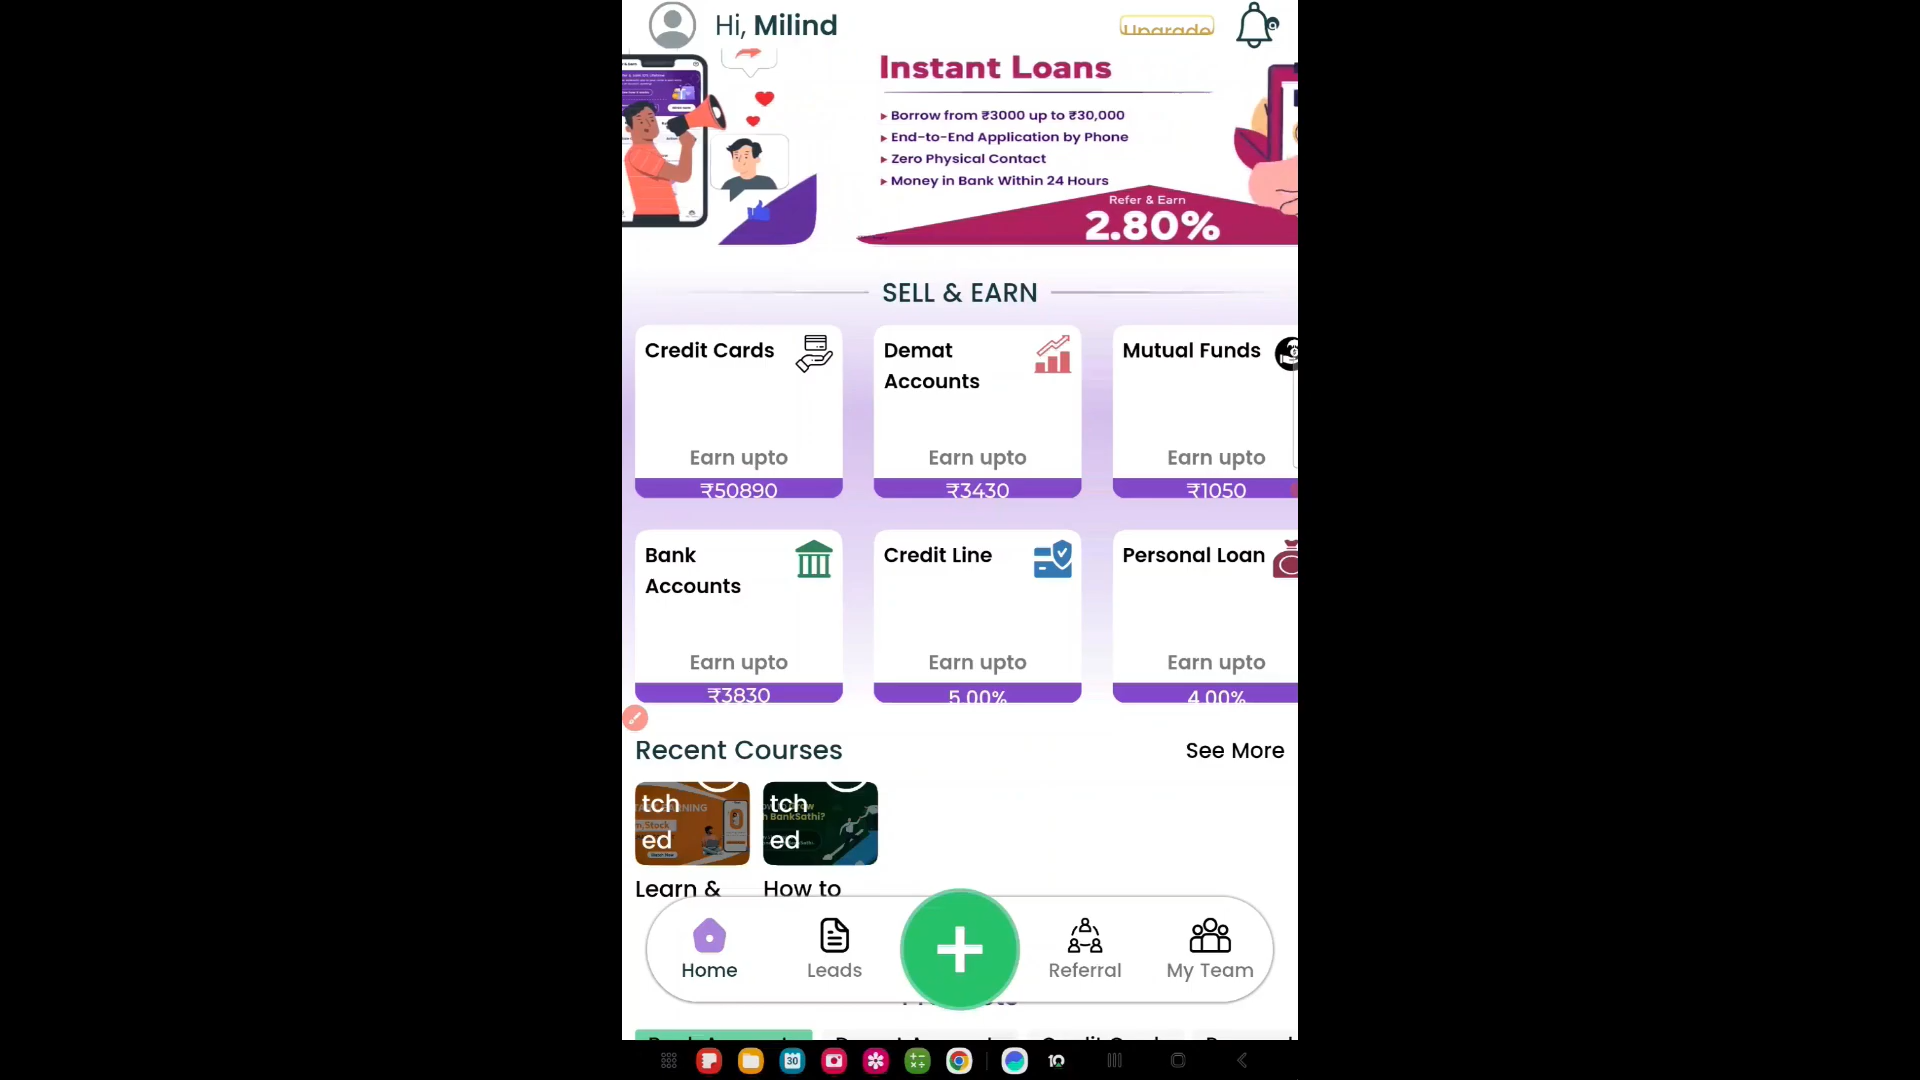 Hi, Milind
Upgrade
Instant Loans
Borrow from ₹3000 up to ₹30,000
End-to-End Application by Phone
Zero Physical Contact
Money in Bank Within 24 Hours
Refer & Earn
2.80%
SELL & EARN
Credit Cards
Earn upto
₹50890
Demat
Accounts
Earn upto
₹3430
Mutual Funds
Earn upto
₹1050
Bank
Accounts
Earn upto
₹3830
Credit Line
Earn upto
5.00%
Personal Loan
Earn upto
4.00%
Recent Courses
See More
tch
ed
tch
ed
BankSathi?
Learn &
How to
Home
Leads
Referral
My Team
30